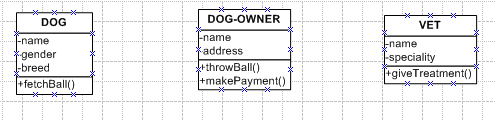 DOG
-name
-gender
-breed
+fetchBall()
DOG-OWNER
-name
-address
+throwBall()
+makePayment()
VET
-name
-speciality
+giveTreatment()